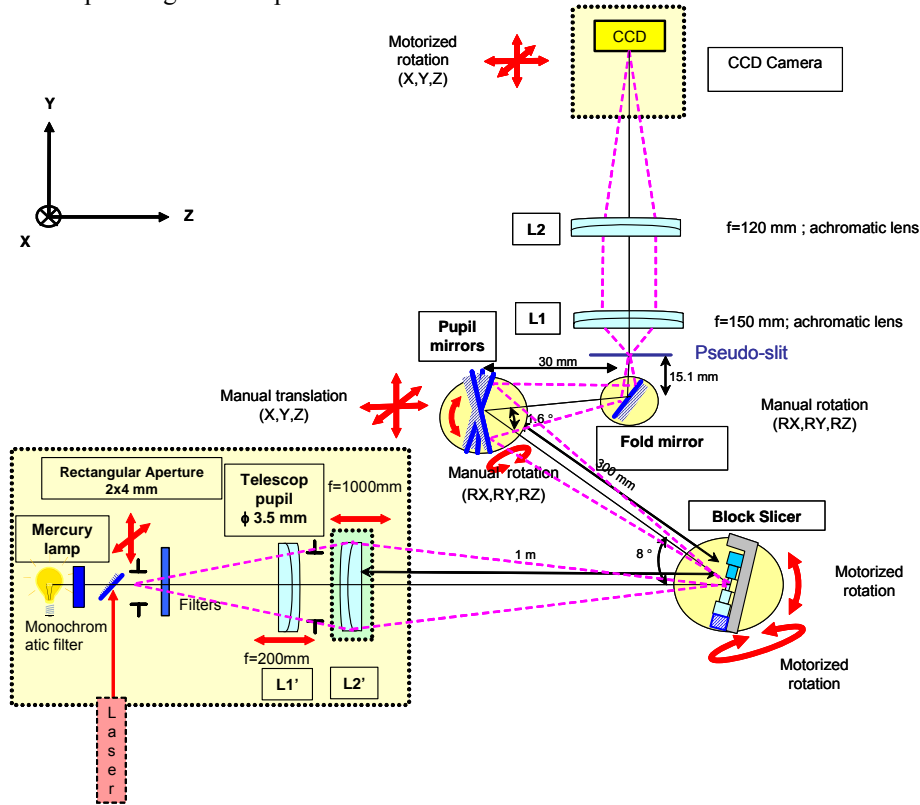 CCD
Motorized
rotation
(X,Y,Z)
CCD Camera
Y
Z
X
L2
f=120 mm ; achromatic lens
L1
f=150 mm; achromatic lens
Pupil
mirrors
Pseudo-slit
30 mm
15.1 mm
Manual translation
(X,Y,Z)
Manual rotation
(RX,RY,RZ)
1.6 °
Fold mirror
Rectangular Aperture
2x4 mm
Telescop
pupil
ϕ 3.5 mm
f=1000mm
Manual rotation
(RX,RY,RZ)
300 mm
Block Slicer
Mercury
lamp
1 m
8 °
Motorized
rotation
Monochrom
atic filter
Filters
f=200mm
L1’
L2’
Motorized
rotation
Laser